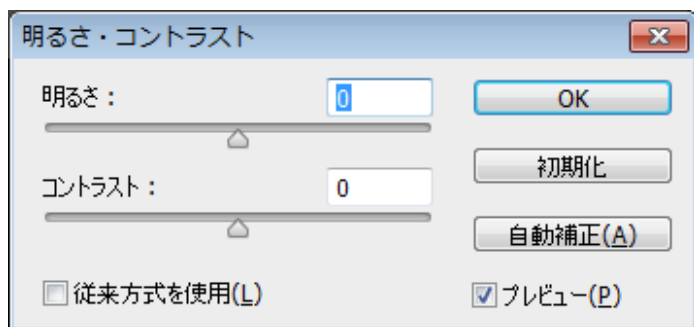 明るさ・コントラスト
明るさ：
0
OK
初期化
コントラスト：
0
自動補正(A)
従来方式を使用(L)
プレビュー(P)